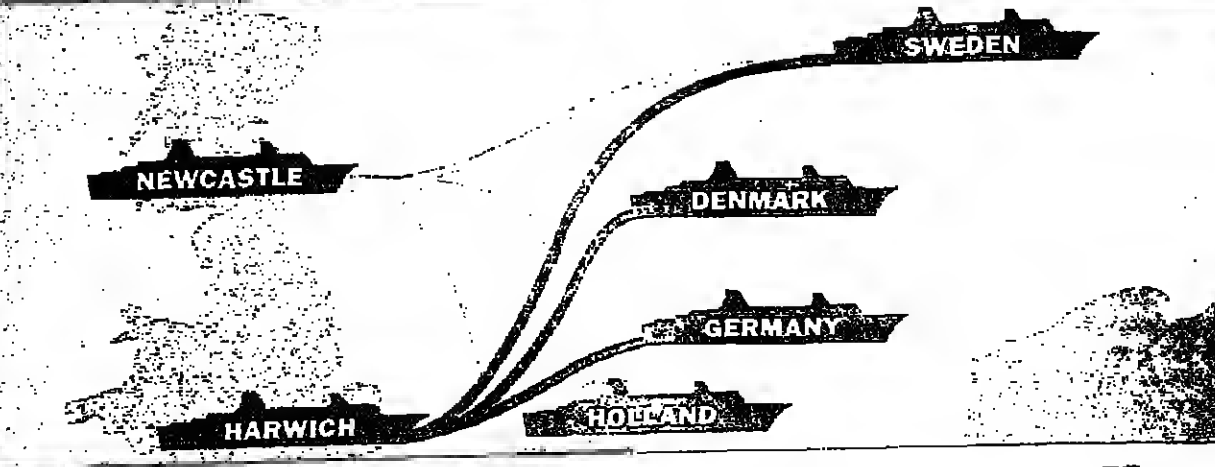 SWEDEN
NEWCASTLE
DENMARK
GERMANY
HOLLAND
HARWICH